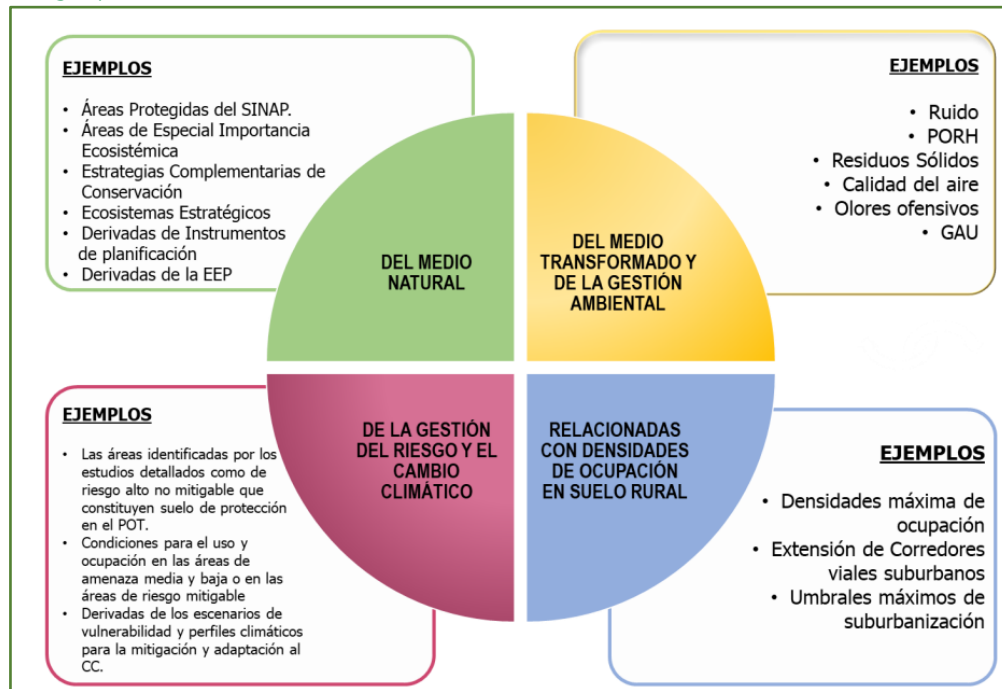 EJEMPLOS
• Áreas Protegidas del SINAP.
• Áreas de Especial Importancia
Ecosistémica
• Estrategias Complementarias de
Conservación
• Ecosistemas Estratégicos
• Derivadas de Instrumentos
de planificación
• Derivadas de la EEP
EJEMPLOS
• Ruido
• PORH
• Residuos Sólidos
• Calidad del aire
• Olores ofensivos
• GAU
DEL MEDIO
NATURAL
DEL MEDIO
TRANSFORMADO Y
DE LA GESTIÓN
AMBIENTAL
DE LA GESTIÓN
DEL RIESGO Y EL
CAMBIO
CLIMÁTICO
RELACIONADAS
CON DENSIDADES
DE OCUPACIÓN
EN SUELO RURAL
EJEMPLOS
• Las áreas identificadas por los
estudios detallados como de
riesgo alto no mitigable que
constituyen suelo de protección
en el POT.
• Condiciones para el uso y
ocupación en las áreas de
amenaza media y baja o en las
áreas de riesgo mitigable
• Derivadas de los escenarios de
vulnerabilidad y perfiles climáticos
para la mitigación y adaptación al
CC.
EJEMPLOS
• Densidades máxima de
ocupación
• Extensión de Corredores
viales suburbanos
• Umbrales máximos de
suburbanización